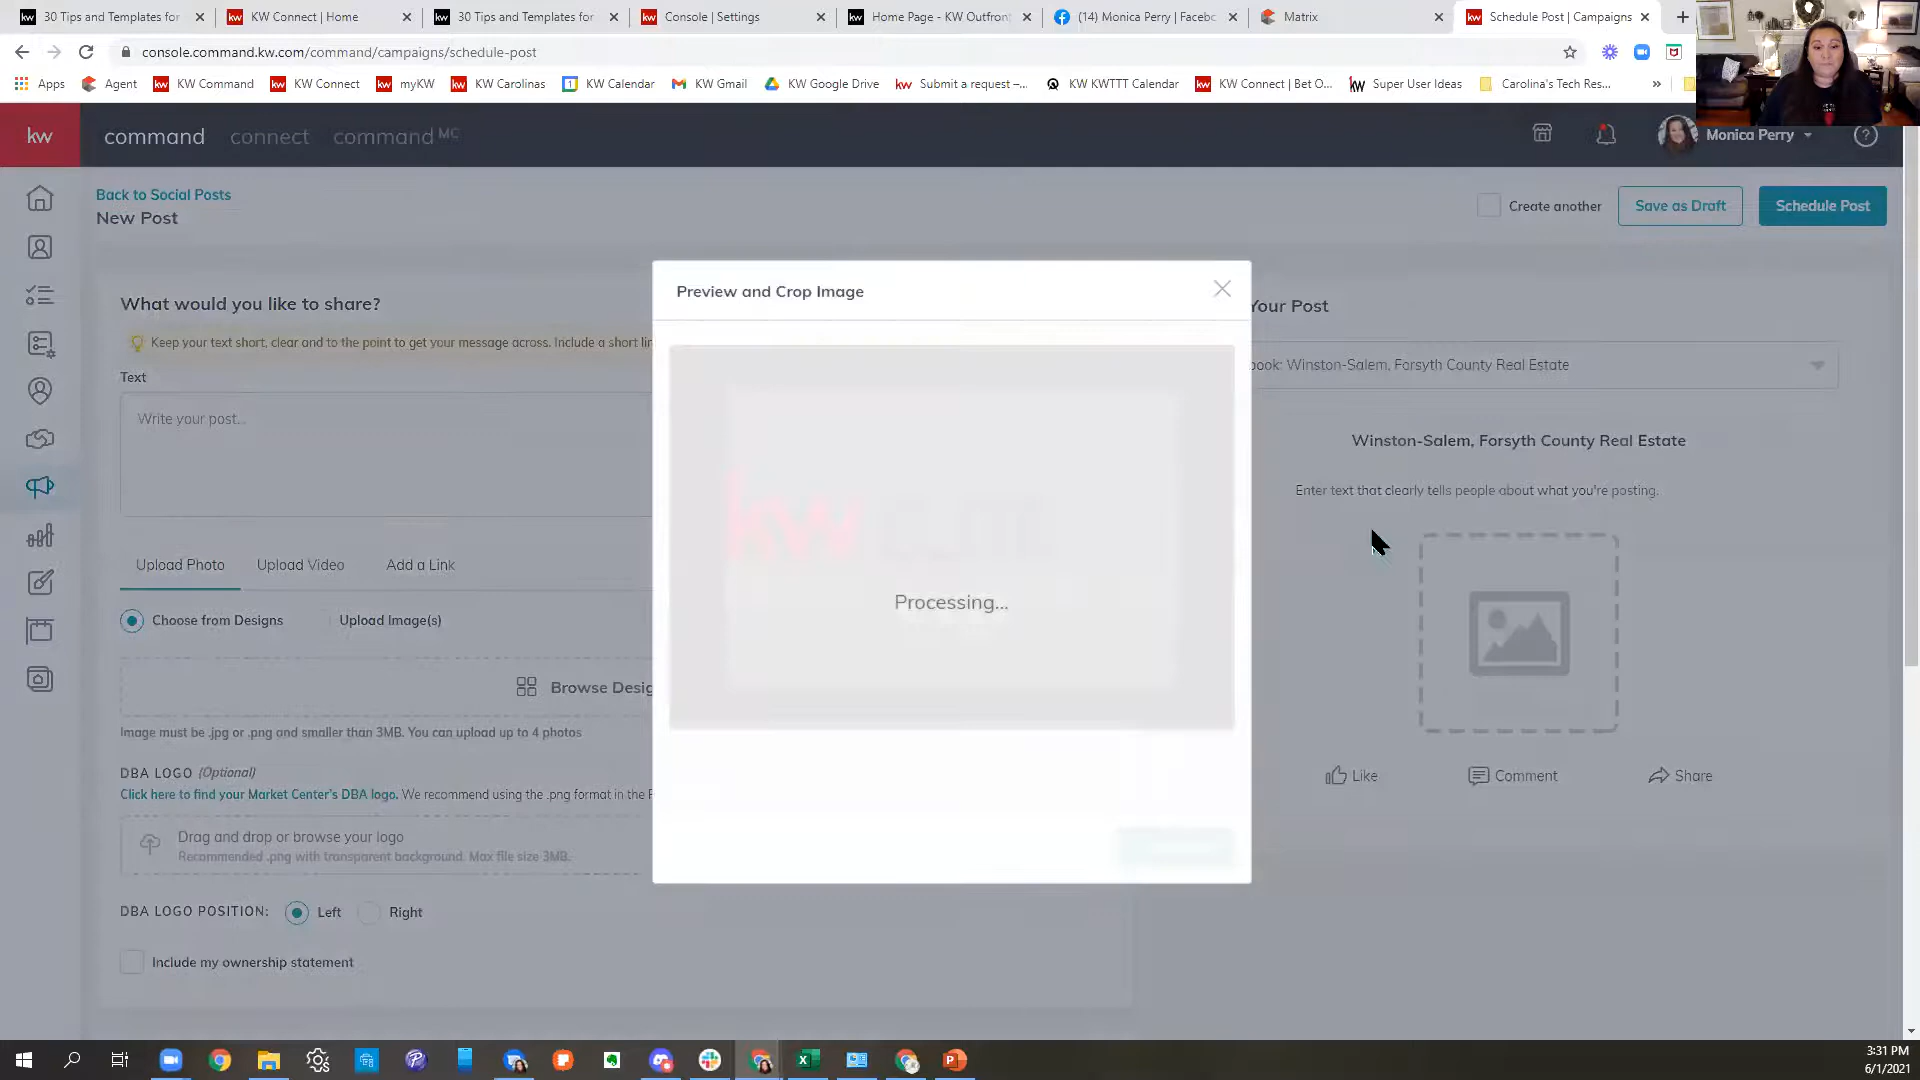 30 Tips and Templates for
KW Connect | Home
30 Tips and Templates for
Console | Settings
Home Page - KW Outfron
(14) Monica Perry | Facebo
Matrix
Schedule Post | Campaigns
console.command.kw.com/command/campaigns/schedule-post
Apps
Agent
KW Command
KW Connect
myKW
KW Carolinas
KW Calendar
KW Gmail
KW Google Drive
Submit a request –...
KW KWTTT Calendar
KW Connect | Bet O...
Super User Ideas
Carolina's Tech Res...
kw
command
connect
command MC
Monica Perry
Back to Social Posts
New Post
Create another
Save as Draft
Schedule Post
Preview and Crop Image
What would you like to share?
Your Post
Keep your text short, clear and to the point to get your message across. Include a short lin
book: Winston-Salem, Forsyth County Real Estate
Text
Write your post...
Winston-Salem, Forsyth County Real Estate
Enter text that clearly tells people about what you're posting.
kw
Upload Photo
Upload Video
Add a Link
Processing...
Choose from Designs
Upload Image(s)
Browse Desig
Image must be .jpg or .png and smaller than 3MB. You can upload up to 4 photos
DBA LOGO (Optional)
Like
Comment
Share
Click here to find your Market Center's DBA logo. We recommend using the .png format in the
Drag and drop or browse your logo
Recommended .png with transparent background. Max file size 3MB.
DBA LOGO POSITION:
Left
Right
Include my ownership statement
3:31 PM
6/1/2021